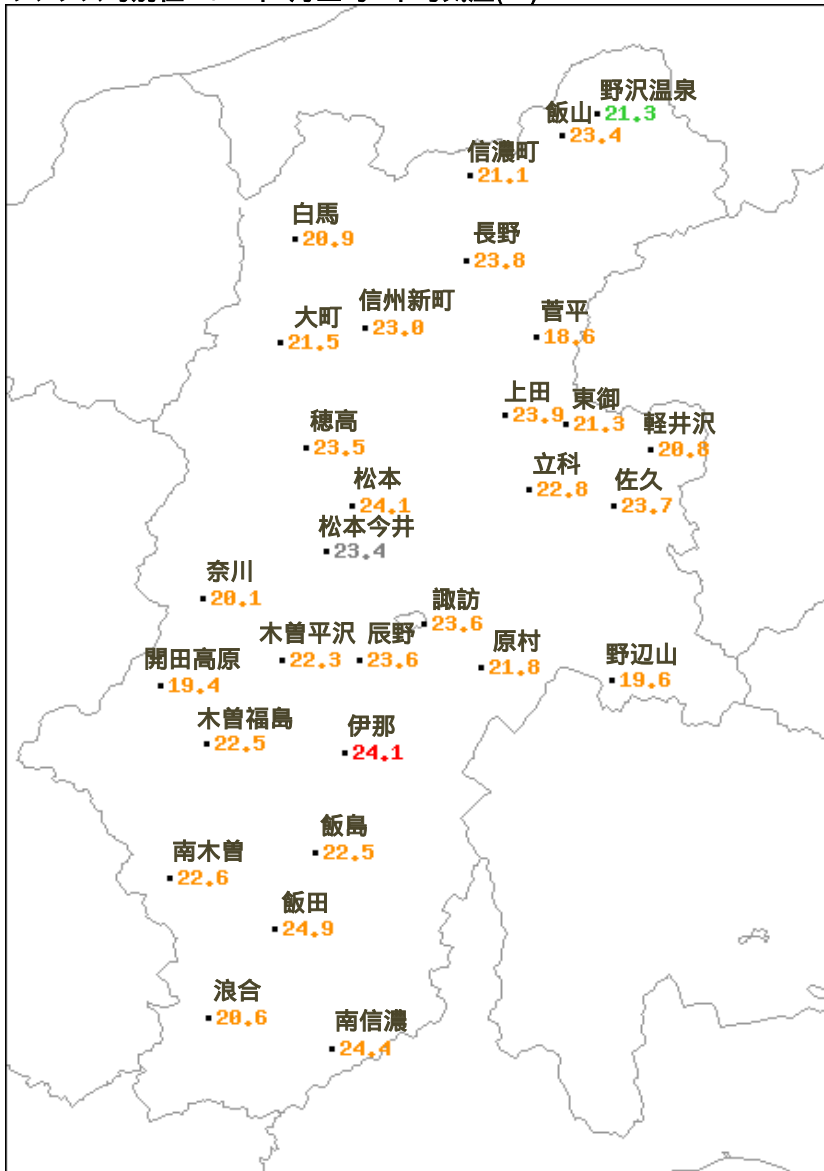 野沢温泉
21.3
飯山
23.4
信濃町
21.1
白馬
20.9
長野
23.8
信州新町
23.0
大町
21.5
菅平
18.6
上田
23.9
東御
21.3
軽井沢
20.8
穂高
23.5
松本
24.1
立科
22.8
佐久
23.7
松本今井
23.4
奈川
20.1
諏訪
23.6
木曽平沢
22.3
辰野
23.6
原村
21.8
野辺山
19.6
開田高原
19.4
木曽福島
22.5
伊那
24.1
飯島
22.5
南木曽
22.6
飯田
24.9
浪合
20.6
南信濃
24.4